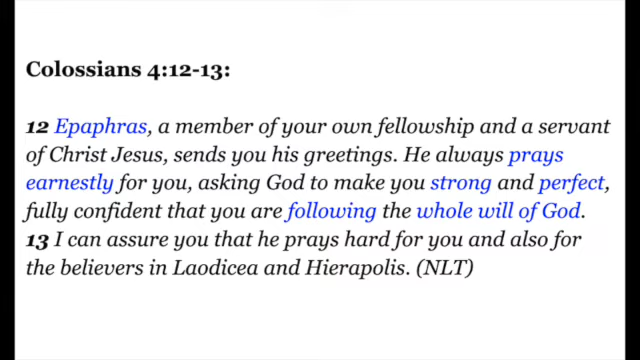 Colossians 4:12-13:
12 Epaphras, a member of your own fellowship and a servant
of Christ Jesus, sends you his greetings. He always prays
earnestly for you, asking God to make you strong and perfect,
fully confident that you are following the whole will of God.
13 I can assure you that he prays hard for you and also for
the believers in Laodicea and Hierapolis. (NLT)